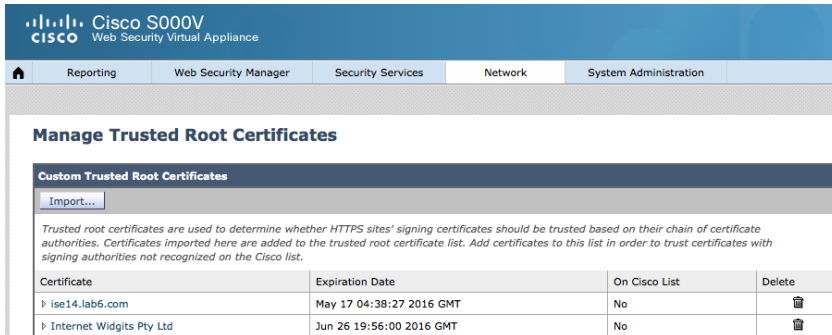 Cisco S000V
CISCO Web Security Virtual Appliance
Reporting Web Security Manager Security Services Network System Administration
Manage Trusted Root Certificates
Custom Trusted Root Certificates
Import...
Trusted root certificates are used to determine whether HTTPS sites' signing certificates should be trusted based on their chain of certificate
authorities. Certificates imported here are added to the trusted root certificate list. Add certificates to this list in order to trust certificates with
signing authorities not recognized on the Cisco list.
Certificate Expiration Date On Cisco List Delete
ise14.lab6.com May 17 04:38:27 2016 GMT No
Internet Widgits Pty Ltd Jun 26 19:56:00 2016 GMT No